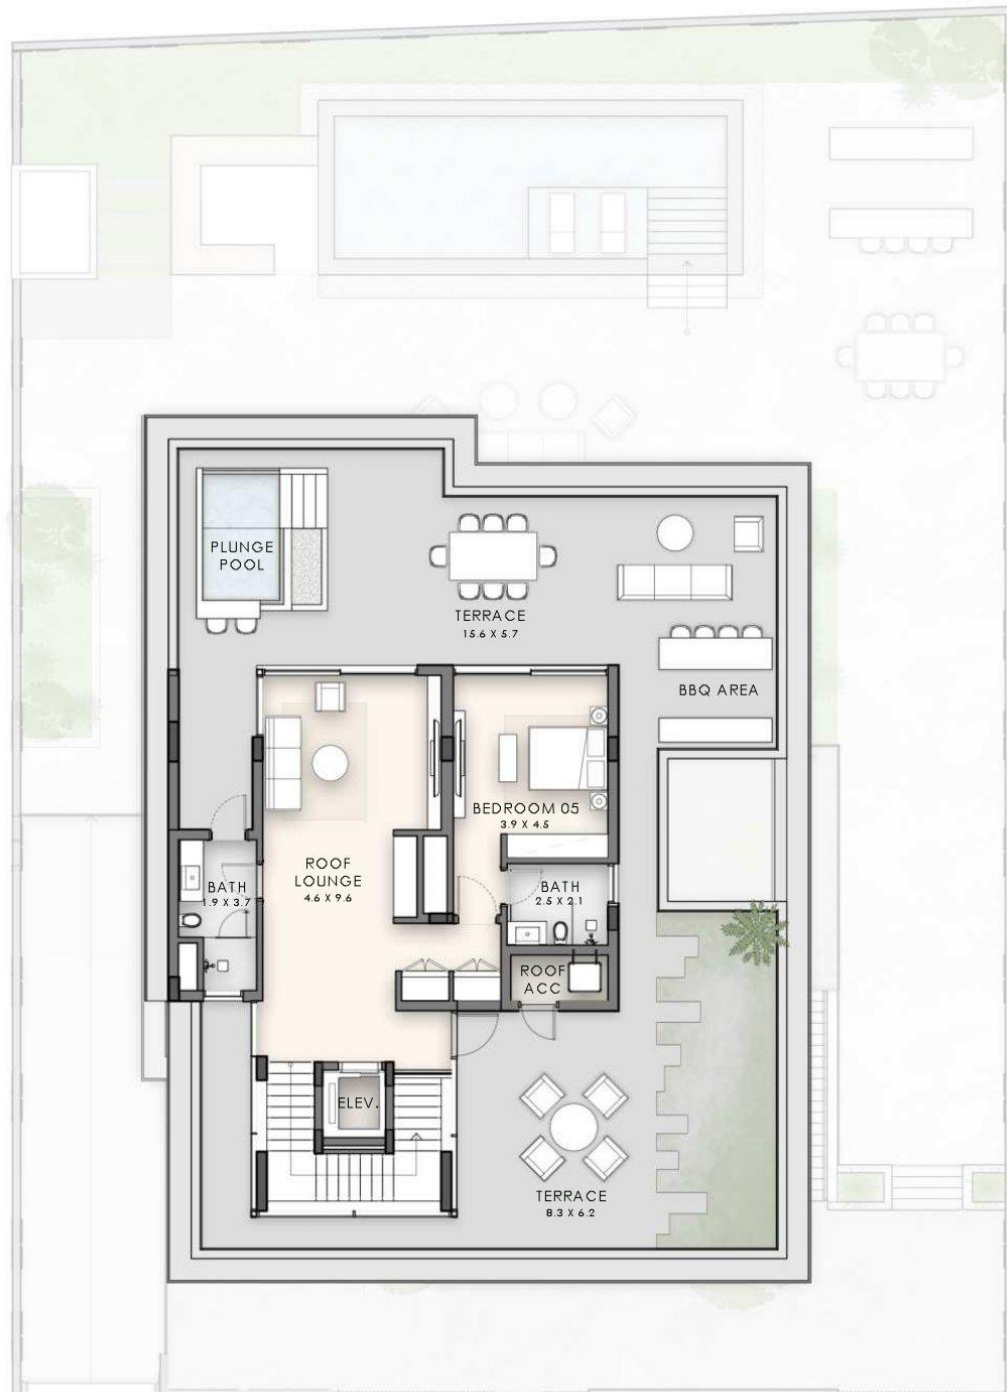 PLUNGE
POOL
TERRACE
15.6 X 5.7
BBQ AREA
BEDROOM 05
3.9 X 4.5
ROOF
LOUNGE
4.6 X 9.6
BATH
1.9 X 3.7
BATH
2.5 X 2.1
ROOF
ACC
ELEV.
TERRACE
8.3 X 6.2